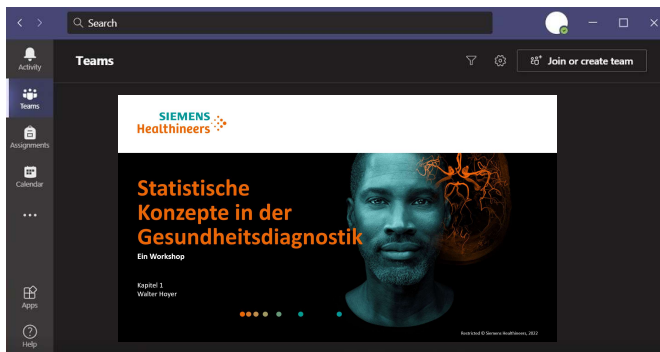 Search
Activity
Teams
Join or create team
Teams
Assignments
Calendar
SIEMENS
Healthineers
Statistische
Konzepte in der
Gesundheitsdiagnostik
Ein Workshop
Kapitel 1
Walter Hoyer
Restricted © Siemens Healthineers, 2022
Apps
Help